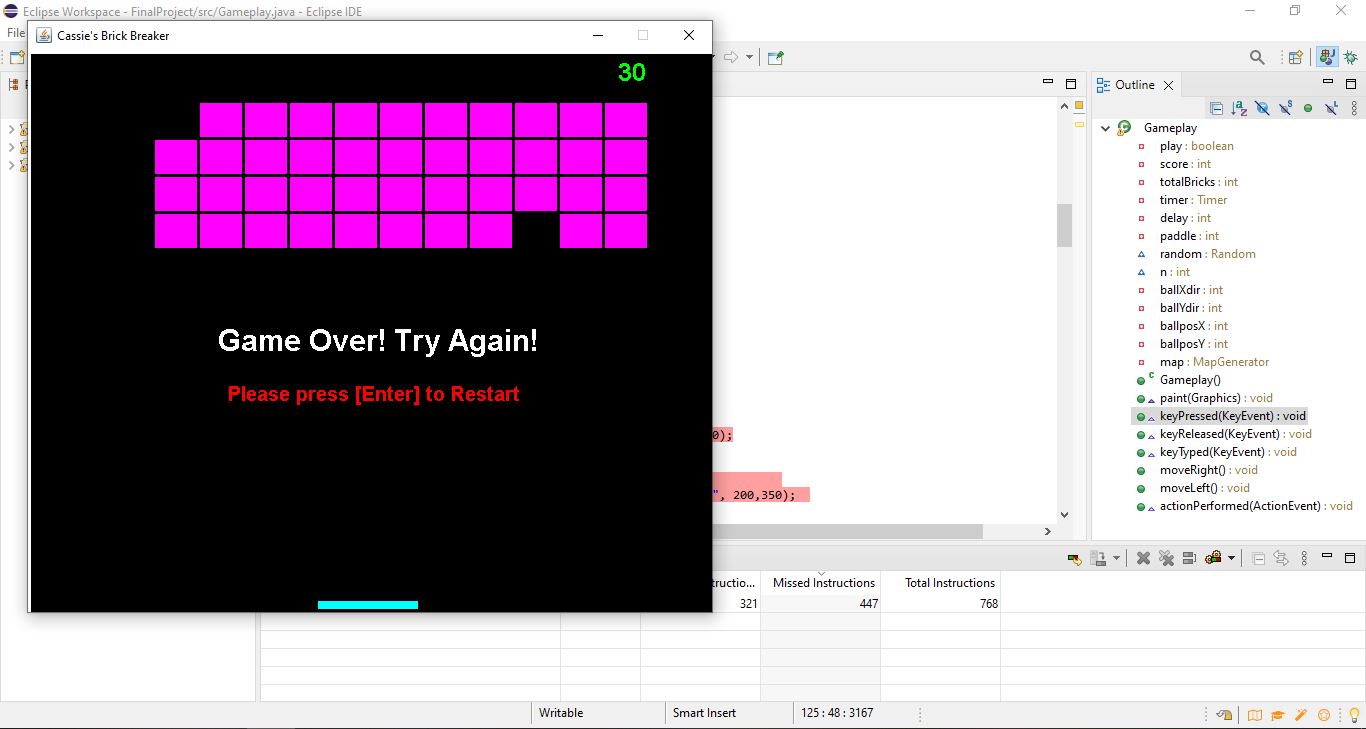 Eclipse Workspace - FinalProject/src/Gameplay.java - Eclipse IDE
File
Cassie's Brick Breaker
30
Game Over! Try Again!
Please press [Enter] to Restart
0);
", 200,350);
Outline
Gameplay
play : boolean
score : int
totalBricks : int
timer : Timer
delay : int
paddle : int
random : Random
n : int
ballXdir : int
ballYdir : int
ballposX : int
ballposY : int
map : MapGenerator
Gameplay()
paint(Graphics) : void
keyPressed(KeyEvent) : void
keyReleased(KeyEvent) : void
keyTyped(KeyEvent) : void
moveRight() : void
moveLeft() : void
actionPerformed(ActionEvent) : void
tructio... Missed Instructions Total Instructions
321 447 768
Writable Smart Insert 125 : 48 : 3167